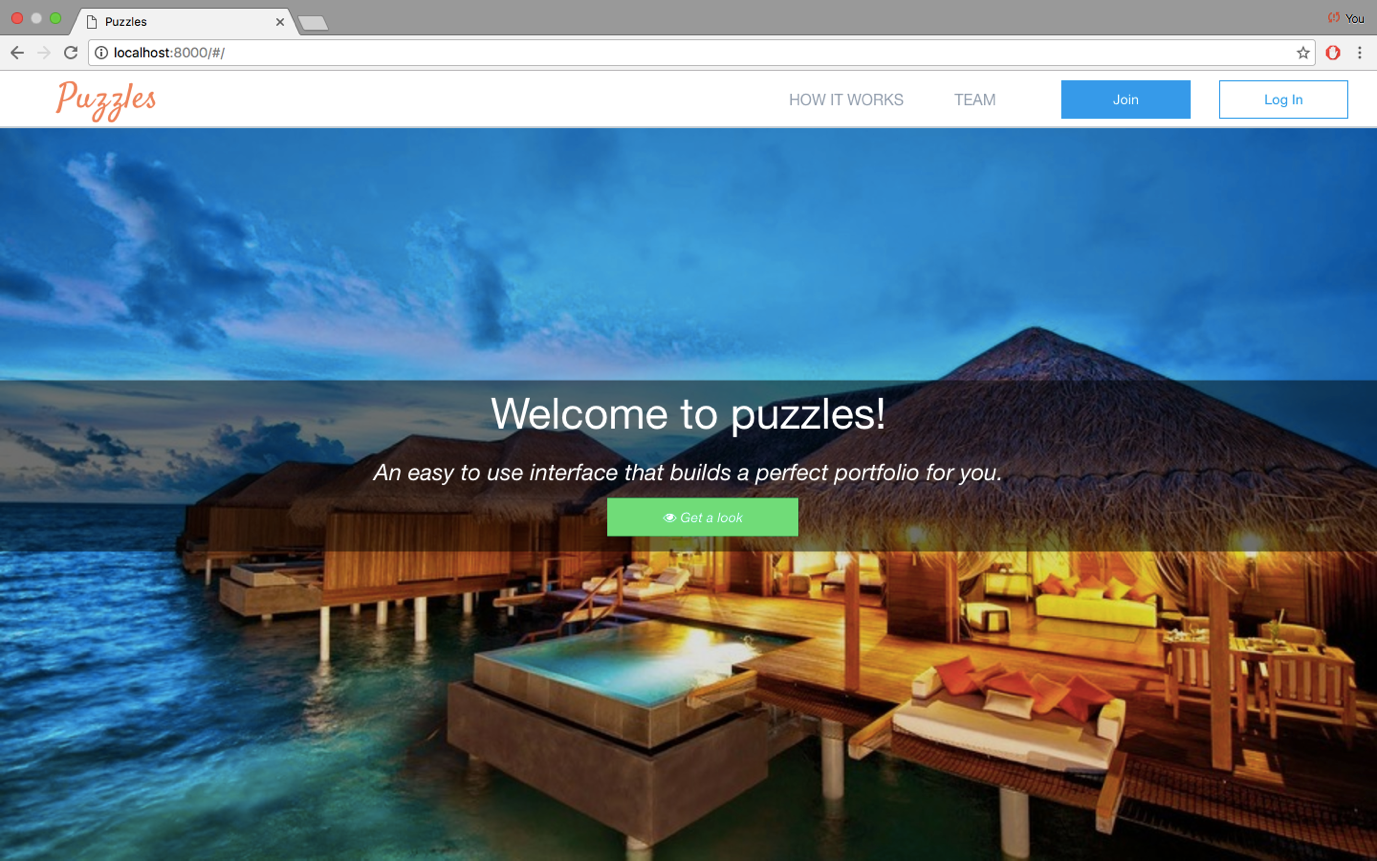 Puzzles
You
localhost:8000/#/
Puzzles
HOW IT WORKS
TEAM
Join
Log In
Welcome to puzzles!
An easy to use interface that builds a perfect portfolio for you.
Get a look